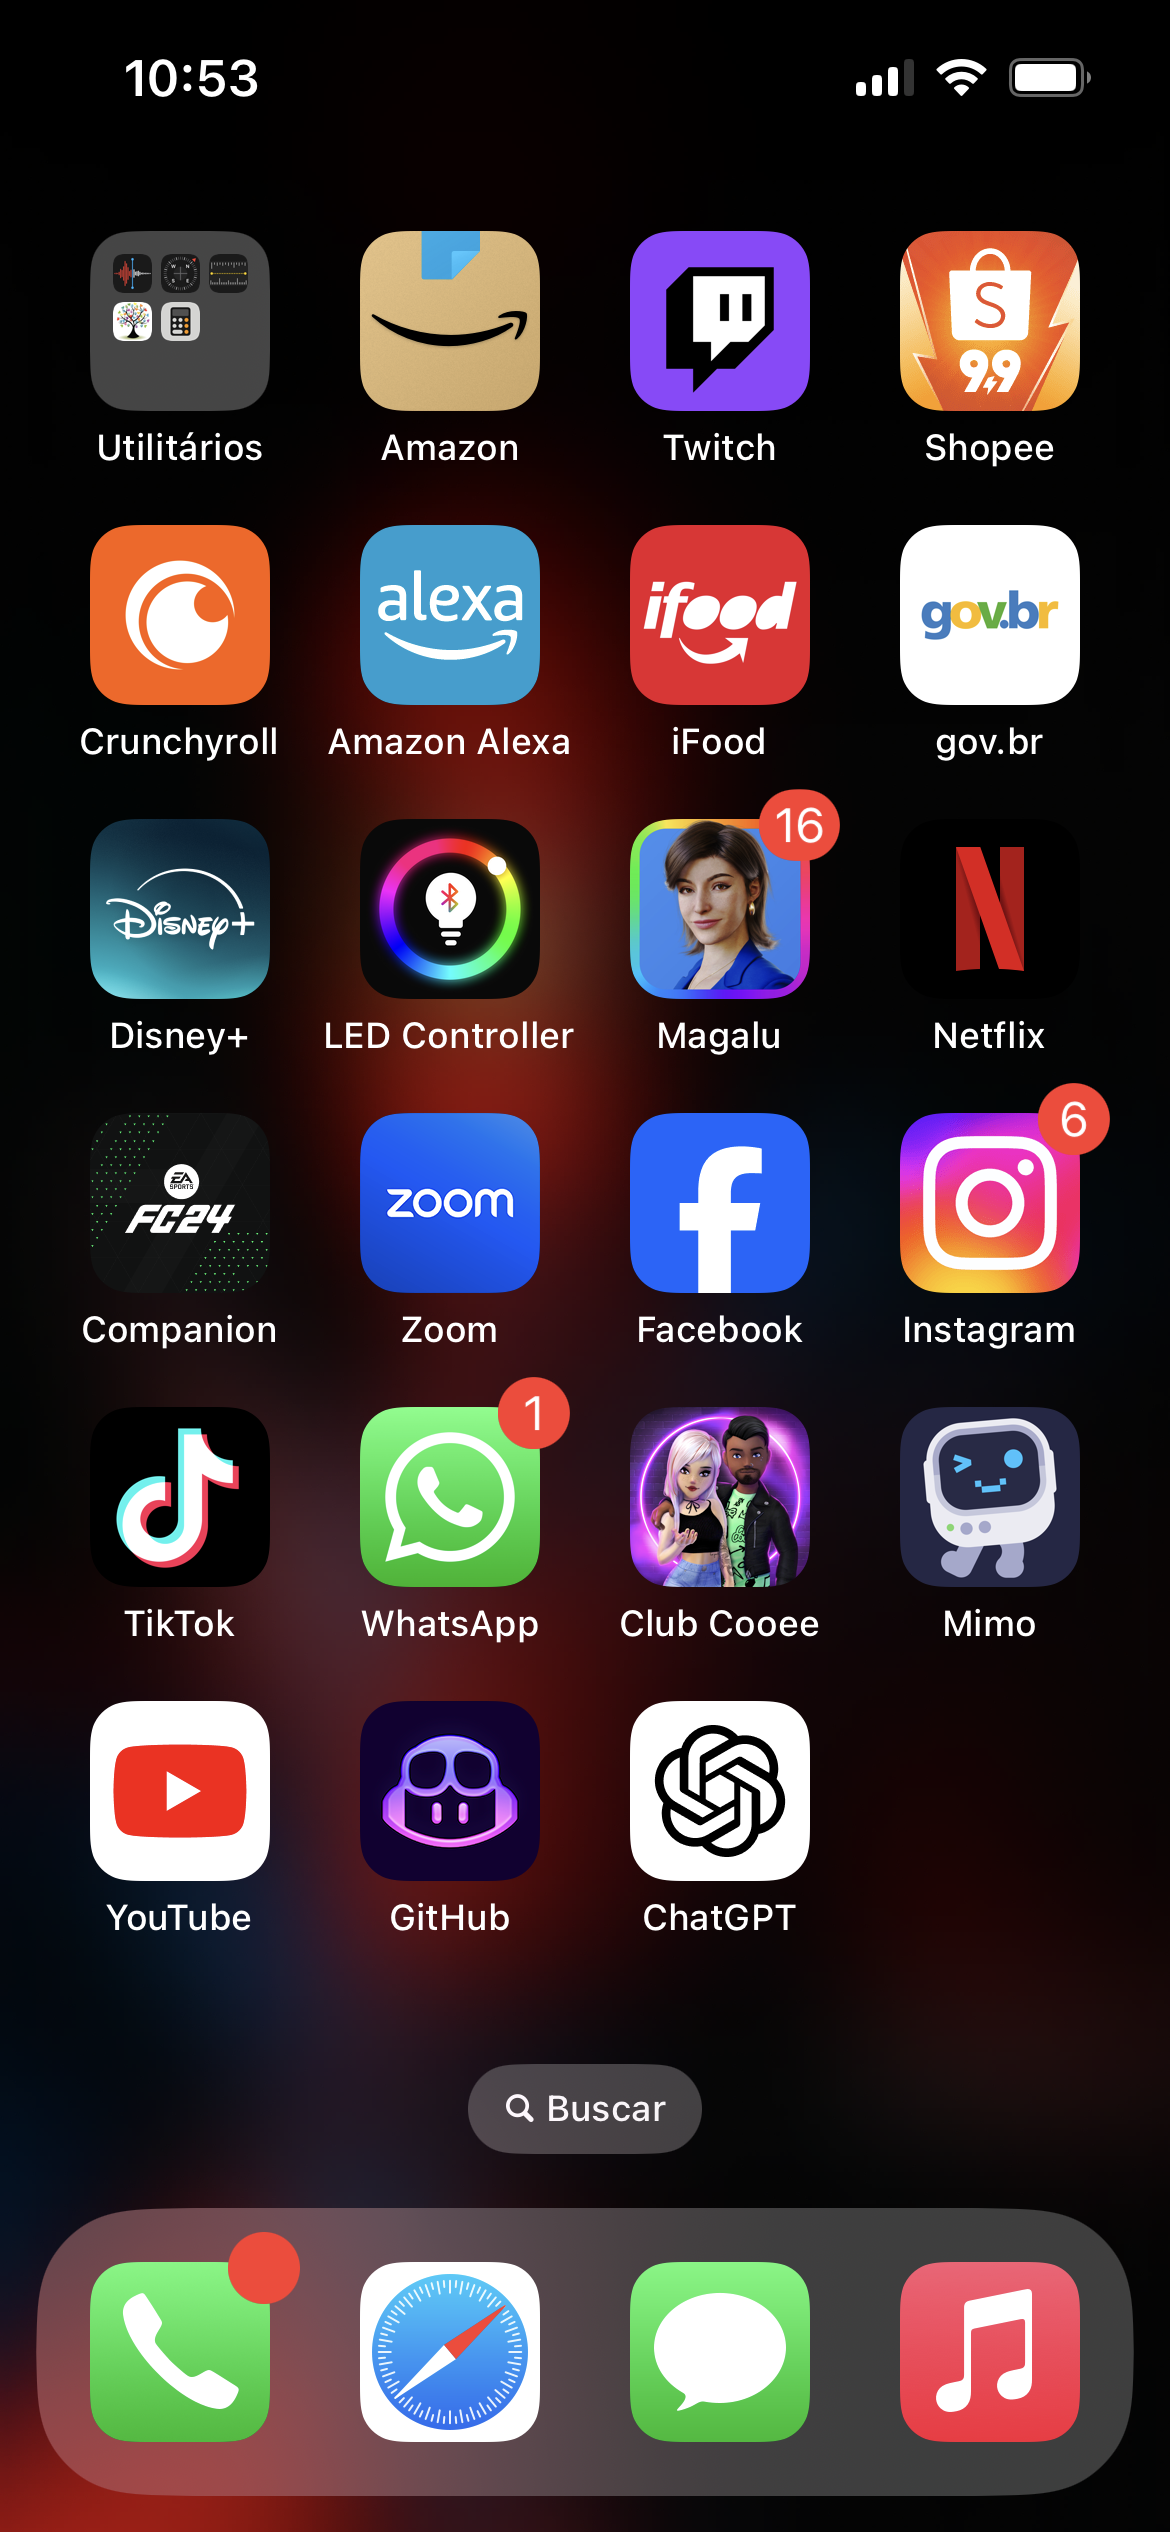 10:53
S
99
Utilitários
Amazon
Twitch
Shopee
alexa
ifood
gov.br
Crunchyroll
Amazon Alexa
iFood
gov.br
16
Disney+
N
Disney+
LED Controller
Magalu
Netflix
6
EA
SPORTS
FC24
zoom
f
Companion
Zoom
Facebook
Instagram
1
TikTok
WhatsApp
Club Cooee
Mimo
YouTube
GitHub
ChatGPT
Buscar